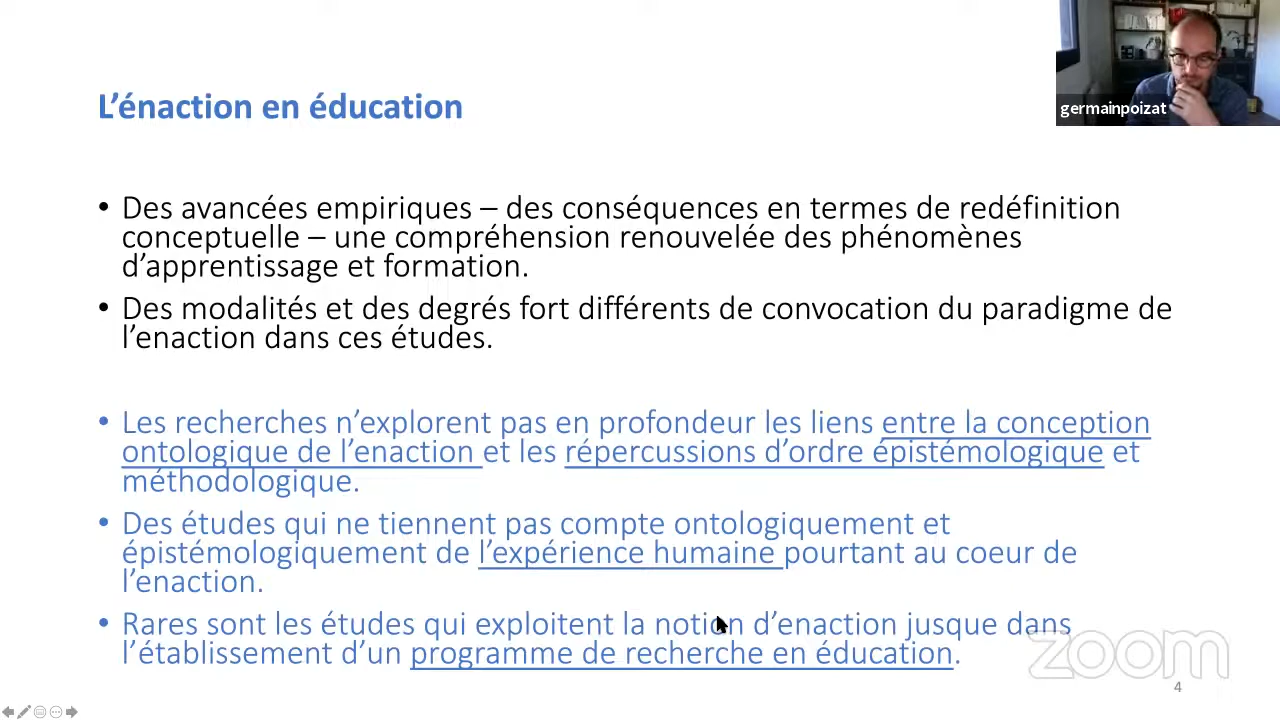 L'énaction en éducation
germainpoizat
• Des avancées empiriques – des conséquences en termes de redéfinition
conceptuelle – une compréhension renouvelée des phénomènes
d'apprentissage et formation.
• Des modalités et des degrés fort différents de convocation du paradigme de
l'enaction dans ces études.
• Les recherches n'explorent pas en profondeur les liens entre la conception
ontologique de l'enaction et les répercussions d'ordre épistémologique et
méthodologique.
• Des études qui ne tiennent pas compte ontologiquement et
épistémologiquement de l'expérience humaine pourtant au coeur de
l'enaction.
• Rares sont les études qui exploitent la notion d'enaction jusque dans
l'établissement d'un programme de recherche en éducation.
zoom
4